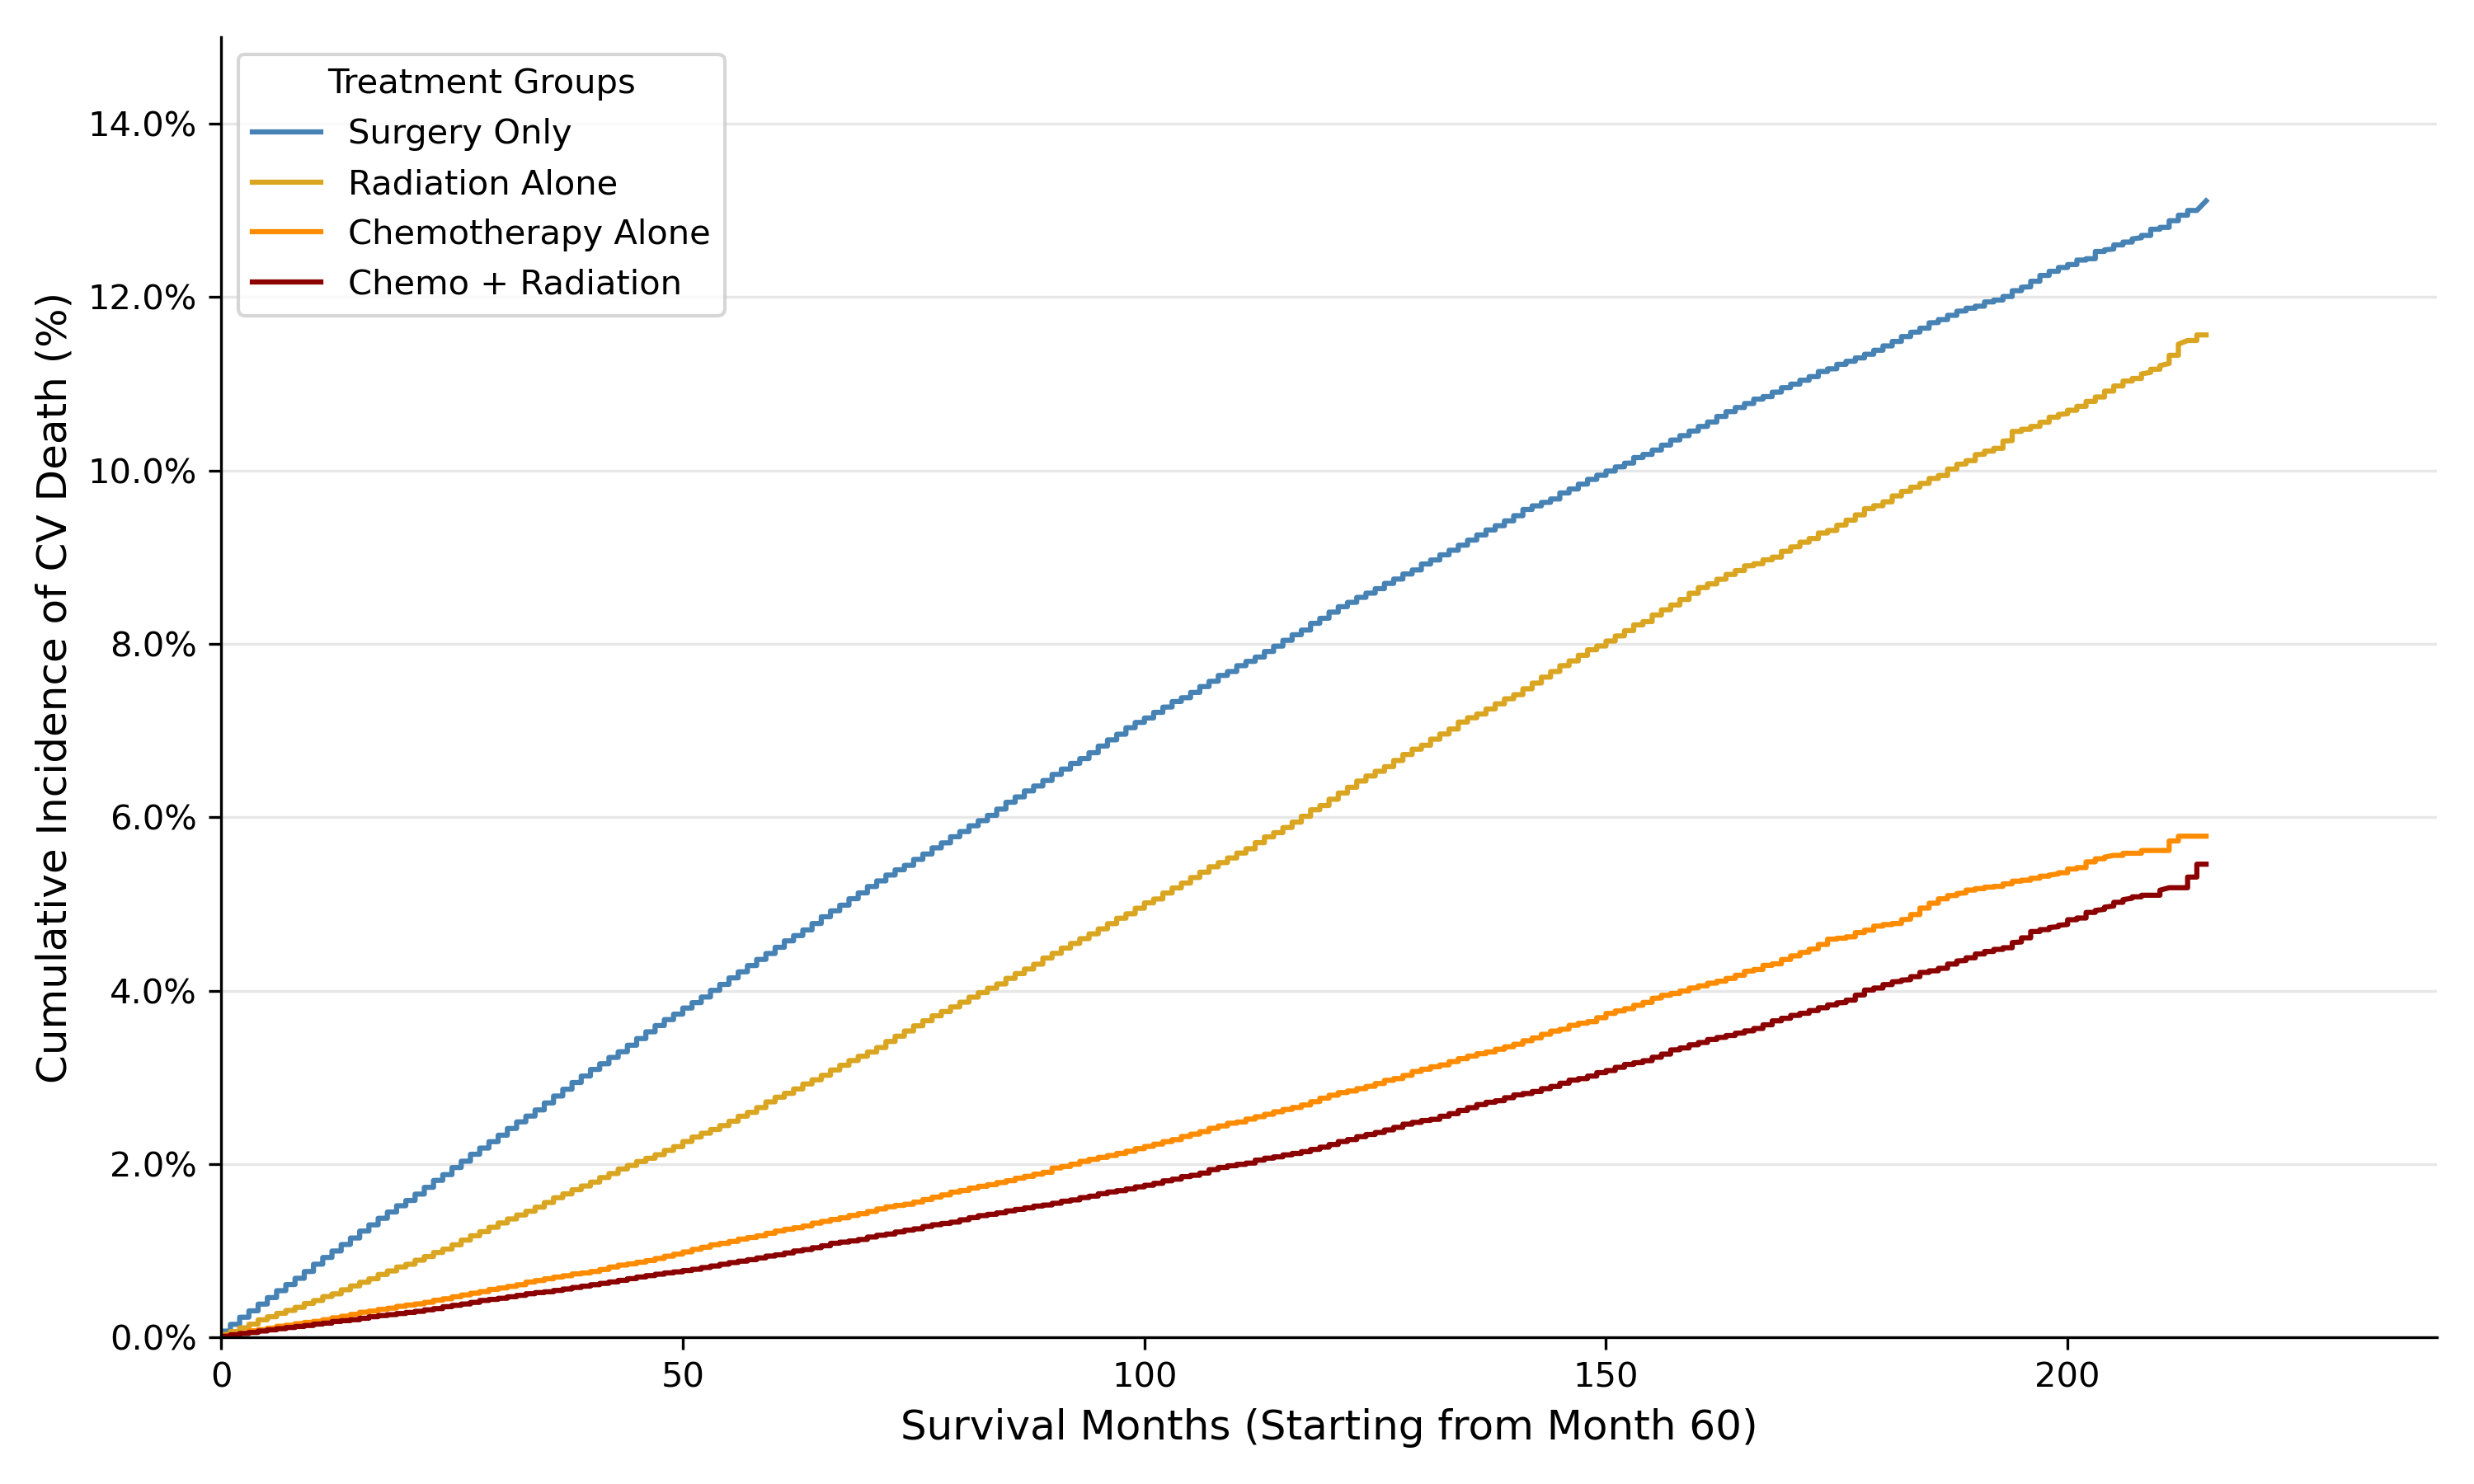 Treatment Groups
Surgery Only
Radiation Alone
Chemotherapy Alone
Chemo + Radiation
Cumulative Incidence of CV Death (%)
14.0%
12.0%
10.0%
8.0%
6.0%
4.0%
2.0%
0.0%
0 50 100 150 200
Survival Months (Starting from Month 60)